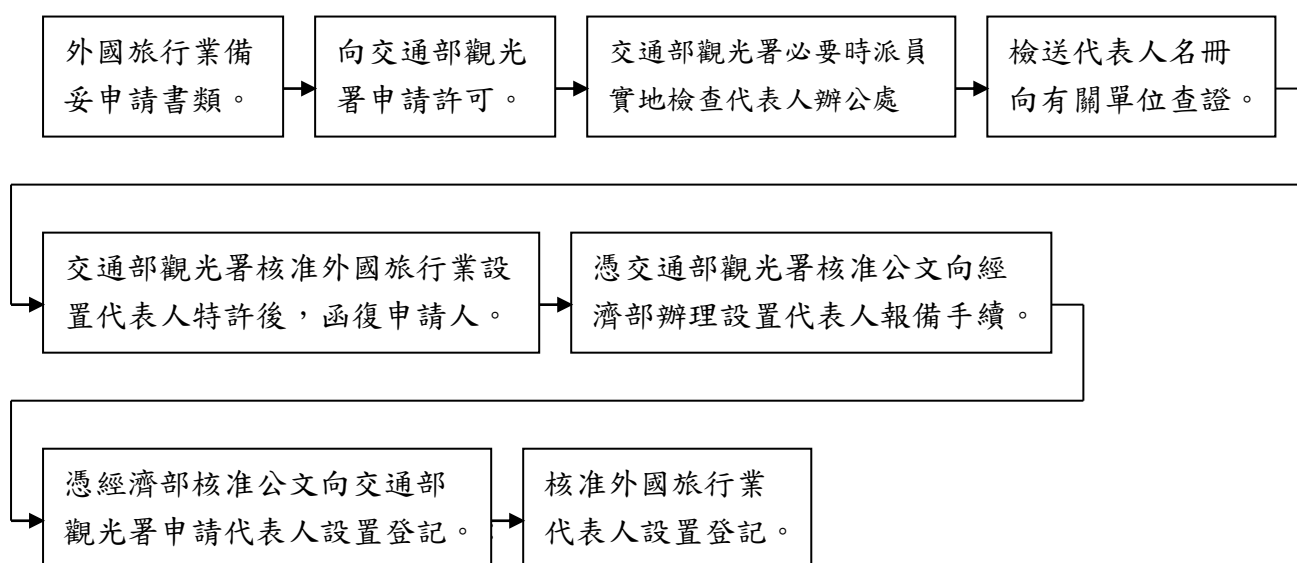 外國旅行業備
妥申請書類。
向交通部觀光
署申請許可。
交通部觀光署必要時派員
實地檢查代表人辦公處
檢送代表人名冊
向有關單位查證。
交通部觀光署核准外國旅行業設
置代表人特許後，函復申請人。
憑交通部觀光署核准公文向經
濟部辦理設置代表人報備手續。
憑經濟部核准公文向交通部
觀光署申請代表人設置登記。
核准外國旅行業
代表人設置登記。